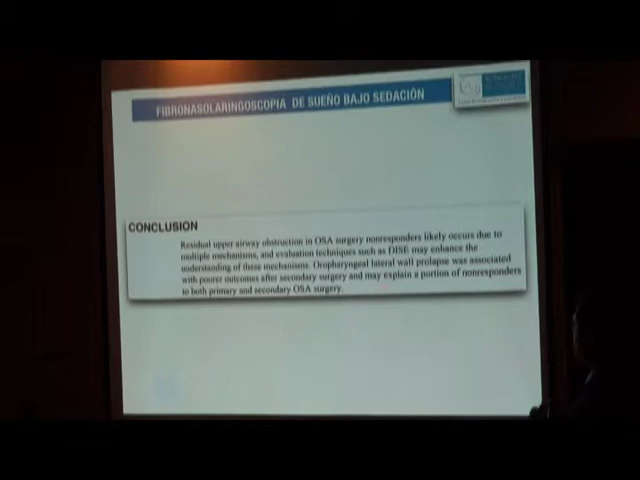 FIBRONASOLARINGOSCOPIA DE SUEÑO BAJO SEDACIÓN
CONCLUSION
Residual upper airway obstruction in OSA surgery nonresponders likely occurs due to
multiple mechanisms, and evaluation techniques such as DISE may enhance the
understanding of these mechanisms. Oropharyngeal lateral wall prolapse was associated
with poorer outcomes after secondary surgery and may explain a portion of nonresponders
to both primary and secondary OSA surgery.